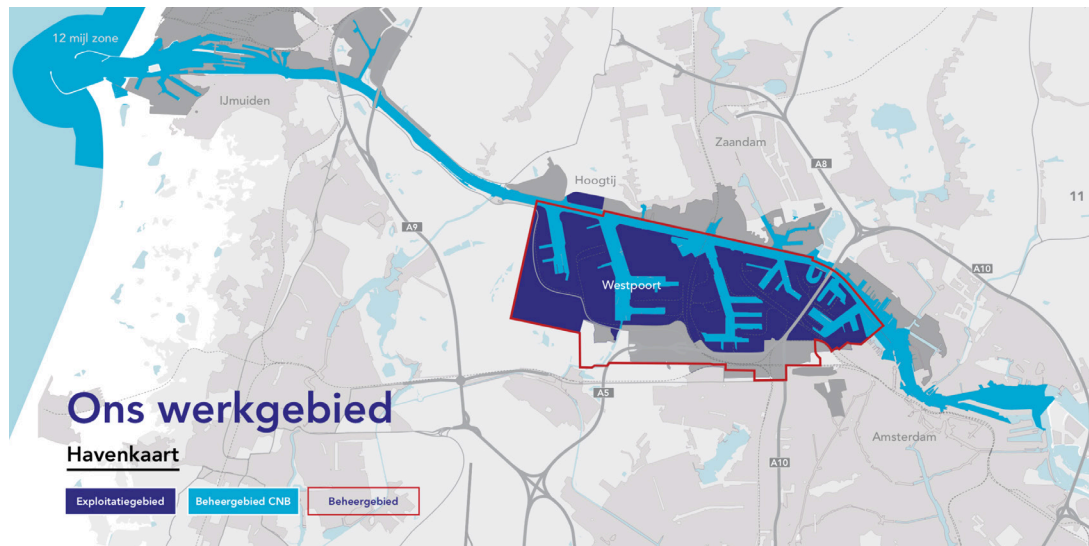 12 mijl zone
IJmuiden
Zaandam
A8
Hoogtij
11
A9
A10
Westpoort
Ons werkgebied
A5
Havenkaart
Amsterdam
A10
Exploitatiegebied
Beheergebied CNB
Beheergebied